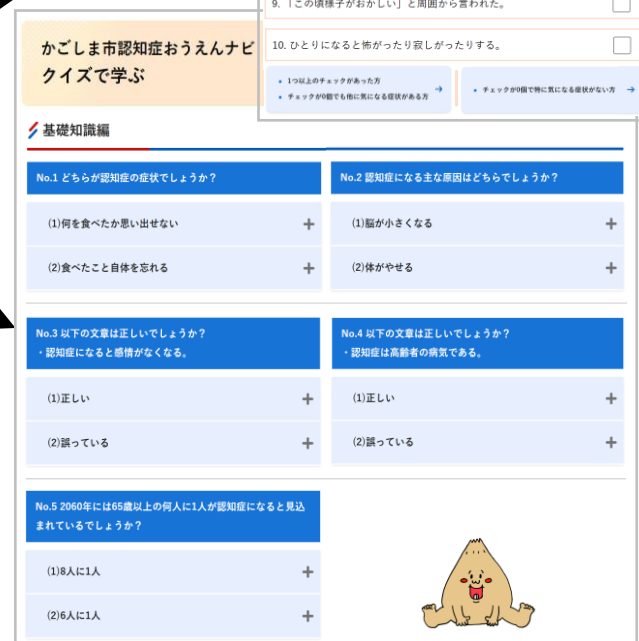 9. 「この頃様子がおかしい」と周囲から言われた。
10. ひとりになると怖がったり寂しがったりする。
・ 1つ以上のチェックがあった方
・ チェックが0個でも他に気になる症状がある方
→
・ チェックが0個で特に気になる症状がない方
→
かごしま市認知症おうえんナビ
クイズで学ぶ
基礎知識編
No.1 どちらが認知症の症状でしょうか？
(1)何を食べたか思い出せない
(2)食べたこと自体を忘れる
No.2 認知症になる主な原因はどちらでしょうか？
(1)脳が小さくなる
(2)体がやせる
No.3 以下の文章は正しいでしょうか？
・認知症になると感情がなくなる。
(1)正しい
(2)誤っている
No.4 以下の文章は正しいでしょうか？
・認知症は高齢者の病気である。
(1)正しい
(2)誤っている
No.5 2060年には65歳以上の何人に1人が認知症になると見込
まれているでしょうか？
(1)8人に1人
(2)6人に1人